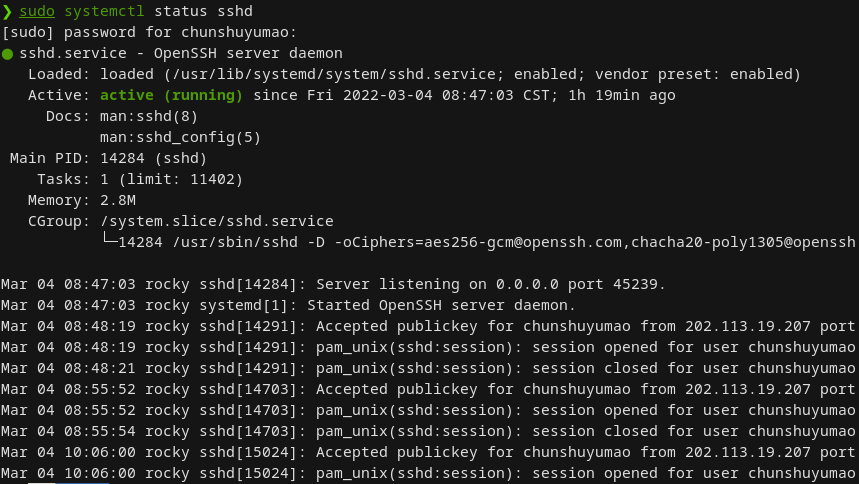 ❯ sudo systemctl status sshd
[sudo] password for chunshuyumao:
● sshd.service - OpenSSH server daemon
   Loaded: loaded (/usr/lib/systemd/system/sshd.service; enabled; vendor preset: enabled)
   Active: active (running) since Fri 2022-03-04 08:47:03 CST; 1h 19min ago
     Docs: man:sshd(8)
           man:sshd_config(5)
 Main PID: 14284 (sshd)
    Tasks: 1 (limit: 11402)
   Memory: 2.8M
   CGroup: /system.slice/sshd.service
           └─14284 /usr/sbin/sshd -D -oCiphers=aes256-gcm@openssh.com,chacha20-poly1305@openssh
Mar 04 08:47:03 rocky sshd[14284]: Server listening on 0.0.0.0 port 45239.
Mar 04 08:47:03 rocky systemd[1]: Started OpenSSH server daemon.
Mar 04 08:48:19 rocky sshd[14291]: Accepted publickey for chunshuyumao from 202.113.19.207 port
Mar 04 08:48:19 rocky sshd[14291]: pam_unix(sshd:session): session opened for user chunshuyumao
Mar 04 08:48:21 rocky sshd[14291]: pam_unix(sshd:session): session closed for user chunshuyumao
Mar 04 08:55:52 rocky sshd[14703]: Accepted publickey for chunshuyumao from 202.113.19.207 port
Mar 04 08:55:52 rocky sshd[14703]: pam_unix(sshd:session): session opened for user chunshuyumao
Mar 04 08:55:54 rocky sshd[14703]: pam_unix(sshd:session): session closed for user chunshuyumao
Mar 04 10:06:00 rocky sshd[15024]: Accepted publickey for chunshuyumao from 202.113.19.207 port
Mar 04 10:06:00 rocky sshd[15024]: pam_unix(sshd:session): session opened for user chunshuyumao